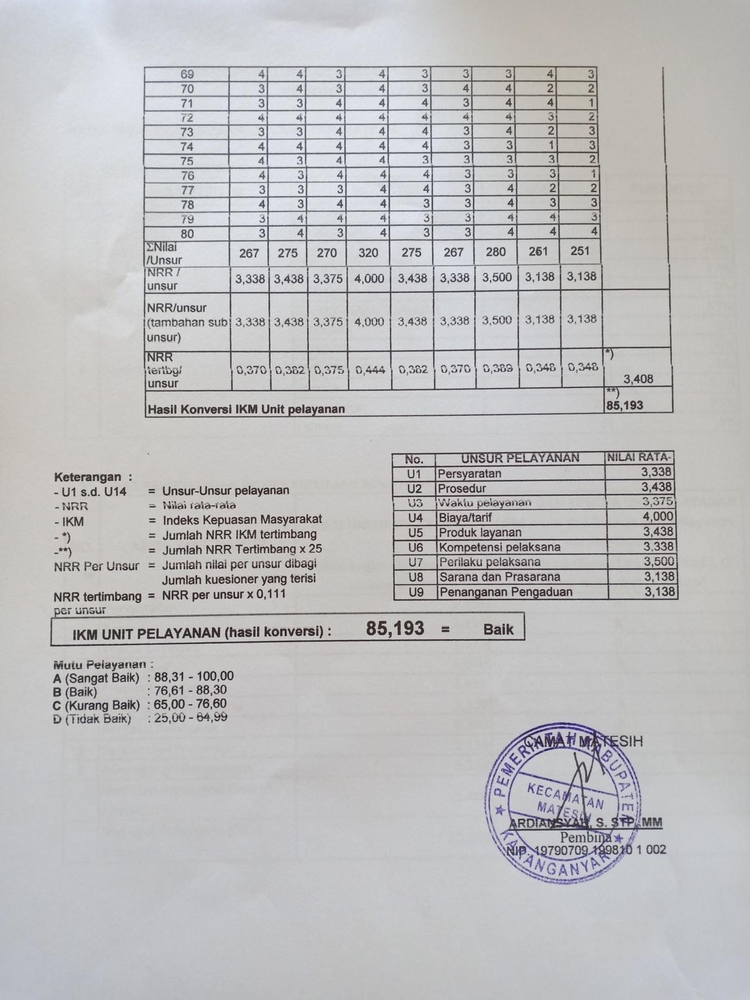 69 4 4 3 4 3 3 3 4 3
70 3 4 3 4 3 4 4 2 2
71 3 3 4 4 4 3 4 4 1
72 4 4 4 4 4 4 4 3 2
73 3 3 4 4 4 3 4 2 3
74 4 4 4 4 4 3 3 1 3
75 4 3 4 4 3 3 3 3 2
76 4 3 4 4 4 3 3 3 1
77 3 3 3 4 4 3 4 2 2
78 4 3 4 4 3 3 4 3 3
79 3 4 4 4 3 3 4 4 3
80 3 4 3 4 3 3 4 4 4
ΣNilai
/Unsur 267 275 270 320 275 267 280 261 251
NRR /
unsur 3,338 3,438 3,375 4,000 3,438 3,338 3,500 3,138 3,138
NRR/unsur
(tambahan sub 3,338 3,438 3,375 4,000 3,438 3,338 3,500 3,138 3,138
unsur)
NRR *)
tertbg/ 0,370 0,382 0,375 0,444 0,382 0,370 0,389 0,348 0,348
unsur 3,408
**)
Hasil Konversi IKM Unit pelayanan 85,193
Keterangan :
- U1 s.d. U14 = Unsur-Unsur pelayanan
- NRR = Nilai rata-rata
- IKM = Indeks Kepuasan Masyarakat
- *) = Jumlah NRR IKM tertimbang
-**) = Jumlah NRR Tertimbang x 25
NRR Per Unsur = Jumlah nilai per unsur dibagi
Jumlah kuesioner yang terisi
NRR tertimbang = NRR per unsur x 0,111
per unsur
No. UNSUR PELAYANAN NILAI RATA-
U1 Persyaratan 3,338
U2 Prosedur 3,438
U3 Waktu pelayanan 3,375
U4 Biaya/tarif 4,000
U5 Produk layanan 3,438
U6 Kompetensi pelaksana 3,338
U7 Perilaku pelaksana 3,500
U8 Sarana dan Prasarana 3,138
U9 Penanganan Pengaduan 3,138
IKM UNIT PELAYANAN (hasil konversi) : 85,193 = Baik
Mutu Pelayanan :
A (Sangat Baik) : 88,31 - 100,00
B (Baik) : 76,61 - 88,30
C (Kurang Baik) : 65,00 - 76,60
D (Tidak Baik) : 25,00 - 64,99
CAMAT MATESIH
PEMERINTAH KABUPATEN
KECAMATAN
MATESIH
KARANGANYAR
ARDIANSYAH, S. STP.,MM
Pembina
NIP. 19790709 199810 1 002